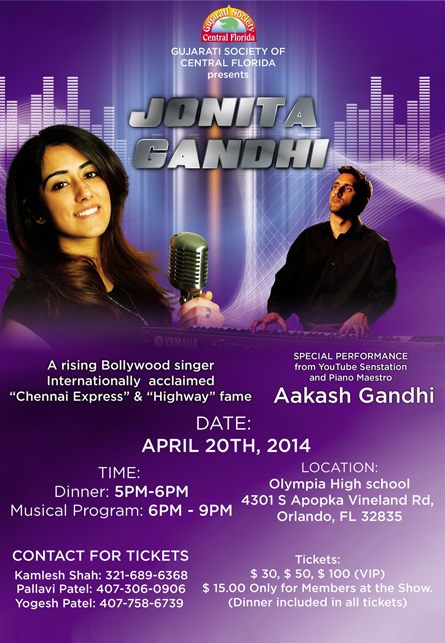 Gujarati Society
Central Florida
GUJARATI SOCIETY OF
CENTRAL FLORIDA
presents
JONITA
GANDHI
YAMAHA
A rising Bollywood singer
Internationally acclaimed
“Chennai Express” & “Highway” fame
SPECIAL PERFORMANCE
from YouTube Senstation
and Piano Maestro
Aakash Gandhi
DATE:
APRIL 20TH, 2014
TIME:
Dinner: 5PM-6PM
Musical Program: 6PM - 9PM
LOCATION:
Olympia High school
4301 S Apopka Vineland Rd,
Orlando, FL 32835
CONTACT FOR TICKETS
Kamlesh Shah: 321-689-6368
Pallavi Patel: 407-306-0906
Yogesh Patel: 407-758-6739
Tickets:
$ 30, $ 50, $ 100 (VIP)
$ 15.00 Only for Members at the Show.
(Dinner included in all tickets)